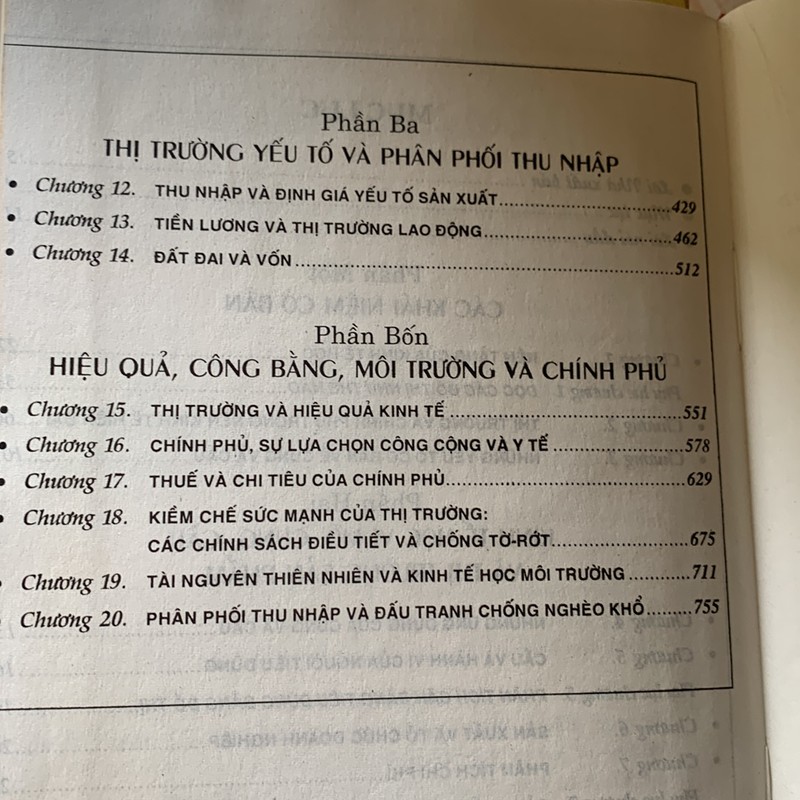 Phần Ba
THỊ TRƯỜNG YẾU TỐ VÀ PHÂN PHỐI THU NHẬP
• Chương 12. THU NHẬP VÀ ĐỊNH GIÁ YẾU TỐ SẢN XUẤT....................429
• Chương 13. TIỀN LƯƠNG VÀ THỊ TRƯỜNG LAO ĐỘNG....................462
• Chương 14. ĐẤT ĐAI VÀ VỐN....................512
Phần Bốn
HIỆU QUẢ, CÔNG BẰNG, MÔI TRƯỜNG VÀ CHÍNH PHỦ
• Chương 15. THỊ TRƯỜNG VÀ HIỆU QUẢ KINH TẾ....................551
• Chương 16. CHÍNH PHỦ, SỰ LỰA CHỌN CÔNG CỘNG VÀ Y TẾ....................578
• Chương 17. THUẾ VÀ CHI TIÊU CỦA CHÍNH PHỦ....................629
• Chương 18. KIỀM CHẾ SỨC MẠNH CỦA THỊ TRƯỜNG:
CÁC CHÍNH SÁCH ĐIỀU TIẾT VÀ CHỐNG TỜ-RỚT....................675
• Chương 19. TÀI NGUYÊN THIÊN NHIÊN VÀ KINH TẾ HỌC MÔI TRƯỜNG....................711
• Chương 20. PHÂN PHỐI THU NHẬP VÀ ĐẤU TRANH CHỐNG NGHÈO KHỔ....................755